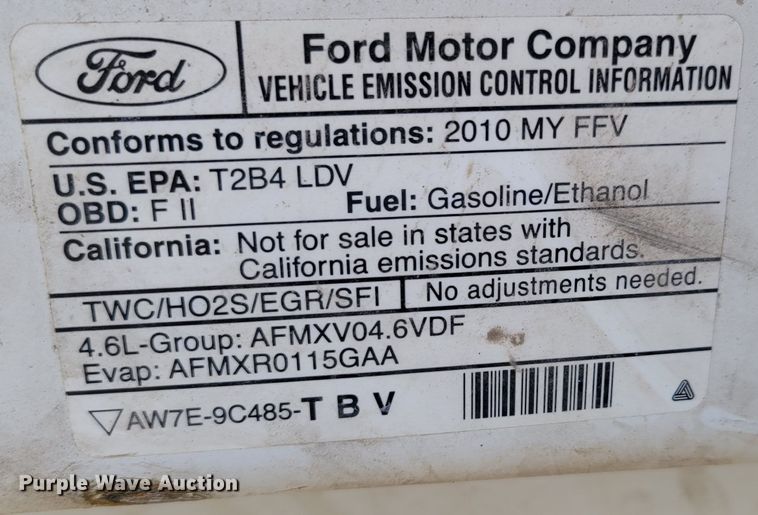 Ford
Ford Motor Company
VEHICLE EMISSION CONTROL INFORMATION
Conforms to regulations: 2010 MY FFV
U.S. EPA: T2B4 LDV
OBD: F II Fuel: Gasoline/Ethanol
California: Not for sale in states with
California emissions standards.
TWC/HO2S/EGR/SFI No adjustments needed.
4.6L-Group: AFMXV04.6VDF
Evap: AFMXR0115GAA
AW7E-9C485-TBV
Purple Wave Auction